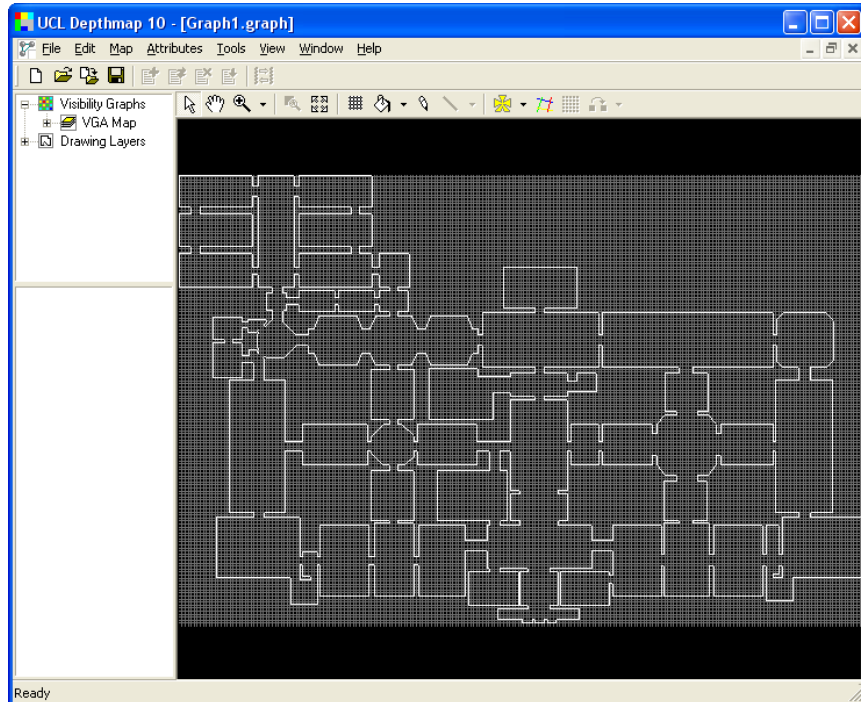 UCL Depthmap 10 - [Graph1.graph]
File Edit Map Attributes Tools View Window Help
Visibility Graphs
VGA Map
Drawing Layers
Ready